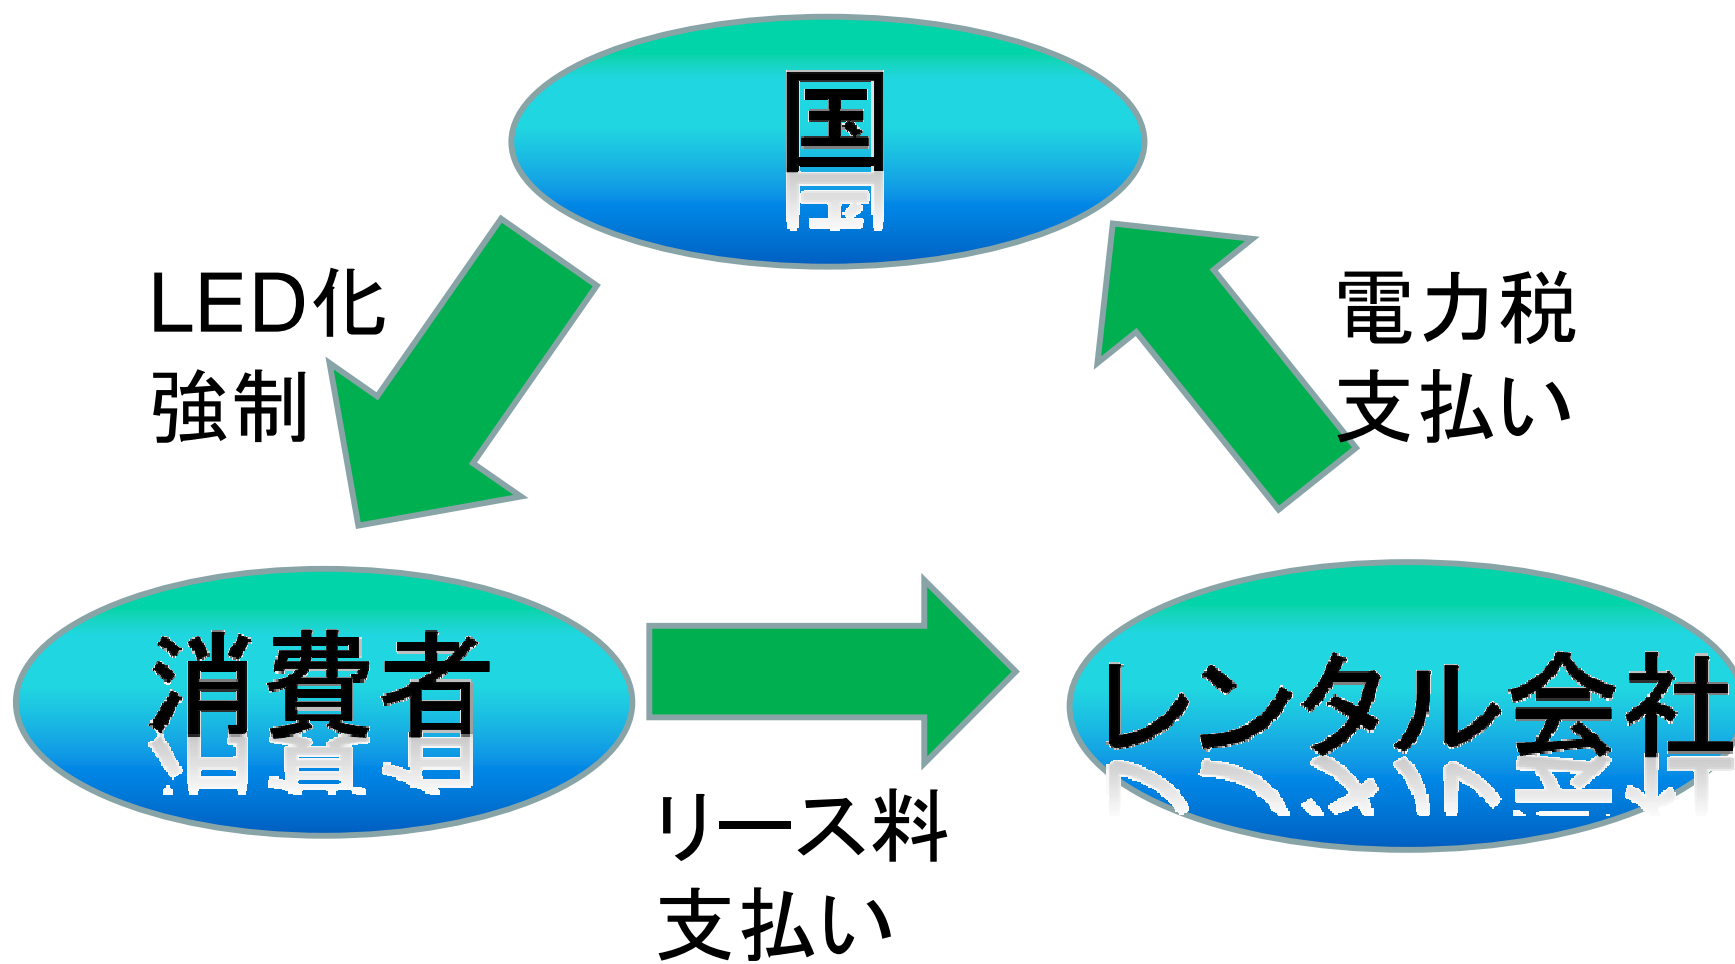 国
LED化
強制
電力税
支払い
消費者
レンタル会社
リース料
支払い